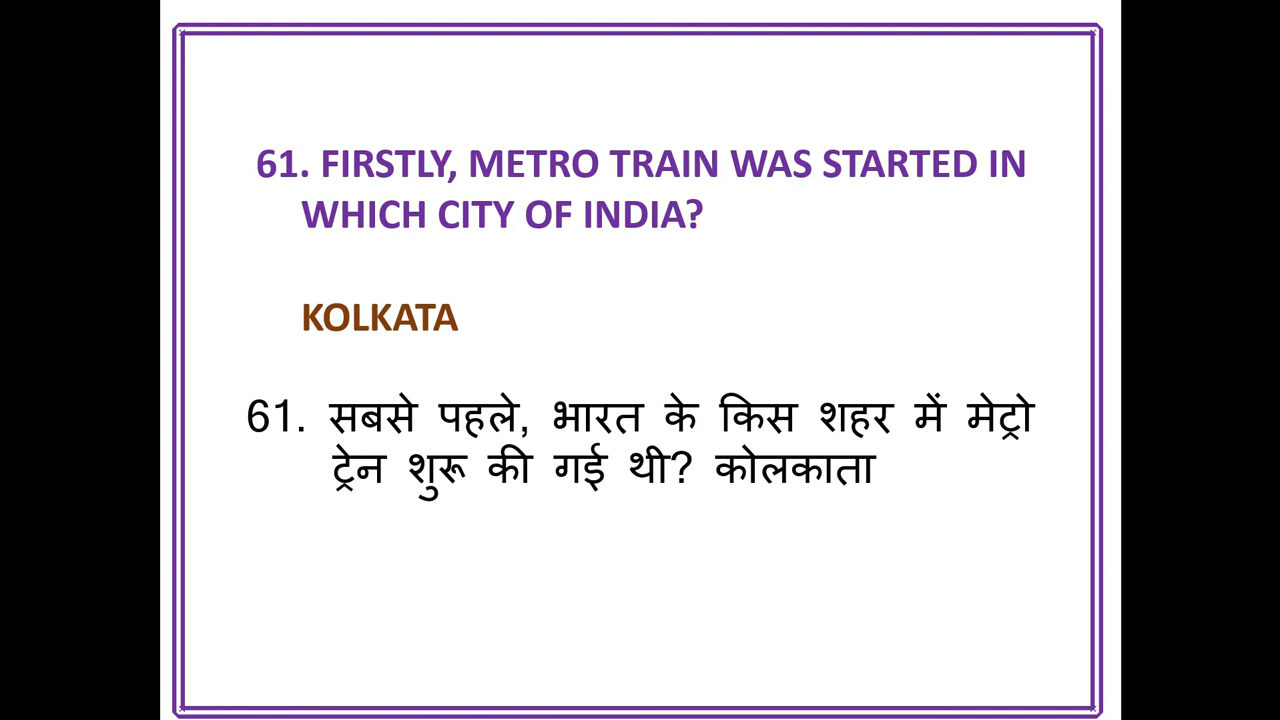 61. FIRSTLY, METRO TRAIN WAS STARTED IN
WHICH CITY OF INDIA?
KOLKATA
61. सबसे पहले, भारत के किस शहर में मेट्रो
ट्रेन शुरू की गई थी? कोलकाता